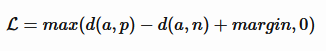 ℒ = max(d(a, p) − d(a, n) + margin, 0)